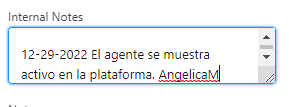 Internal Notes
12-29-2022 El agente se muestra
activo en la plataforma. AngelicaM